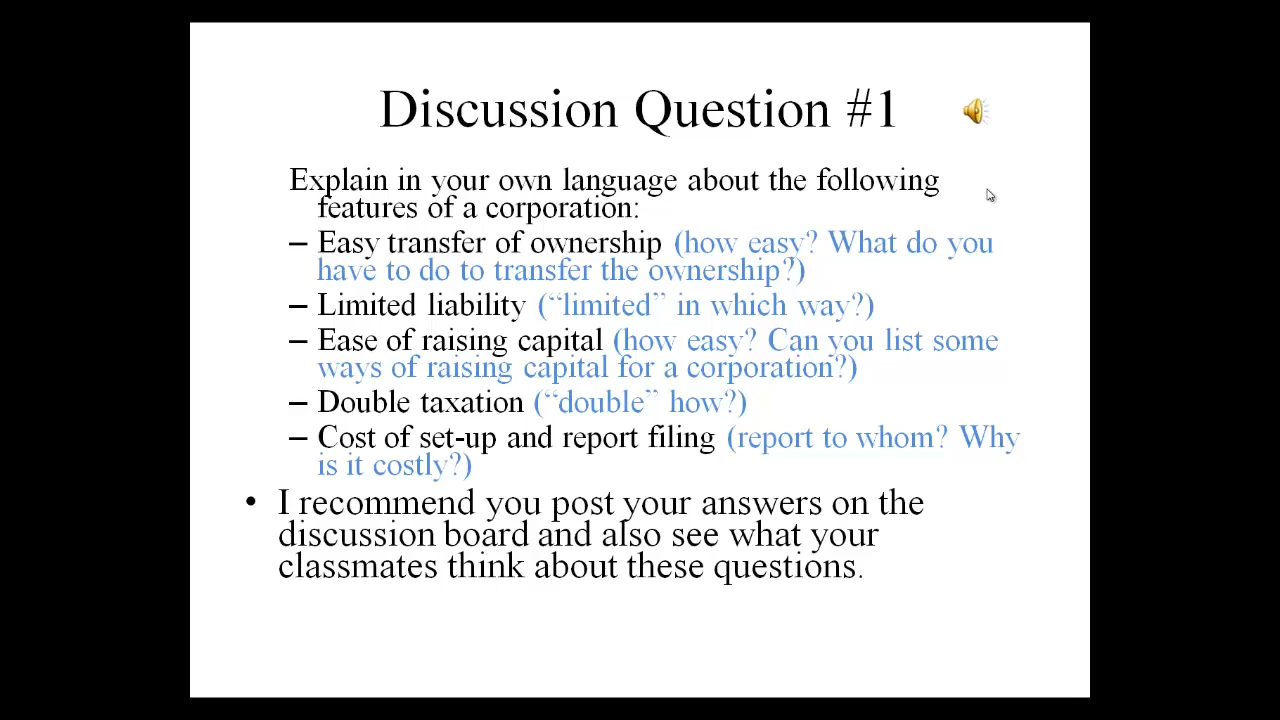 Discussion Question #1
Explain in your own language about the following
features of a corporation:
– Easy transfer of ownership (how easy? What do you
have to do to transfer the ownership?)
– Limited liability (“limited” in which way?)
– Ease of raising capital (how easy? Can you list some
ways of raising capital for a corporation?)
– Double taxation (“double” how?)
– Cost of set-up and report filing (report to whom? Why
is it costly?)
• I recommend you post your answers on the
discussion board and also see what your
classmates think about these questions.